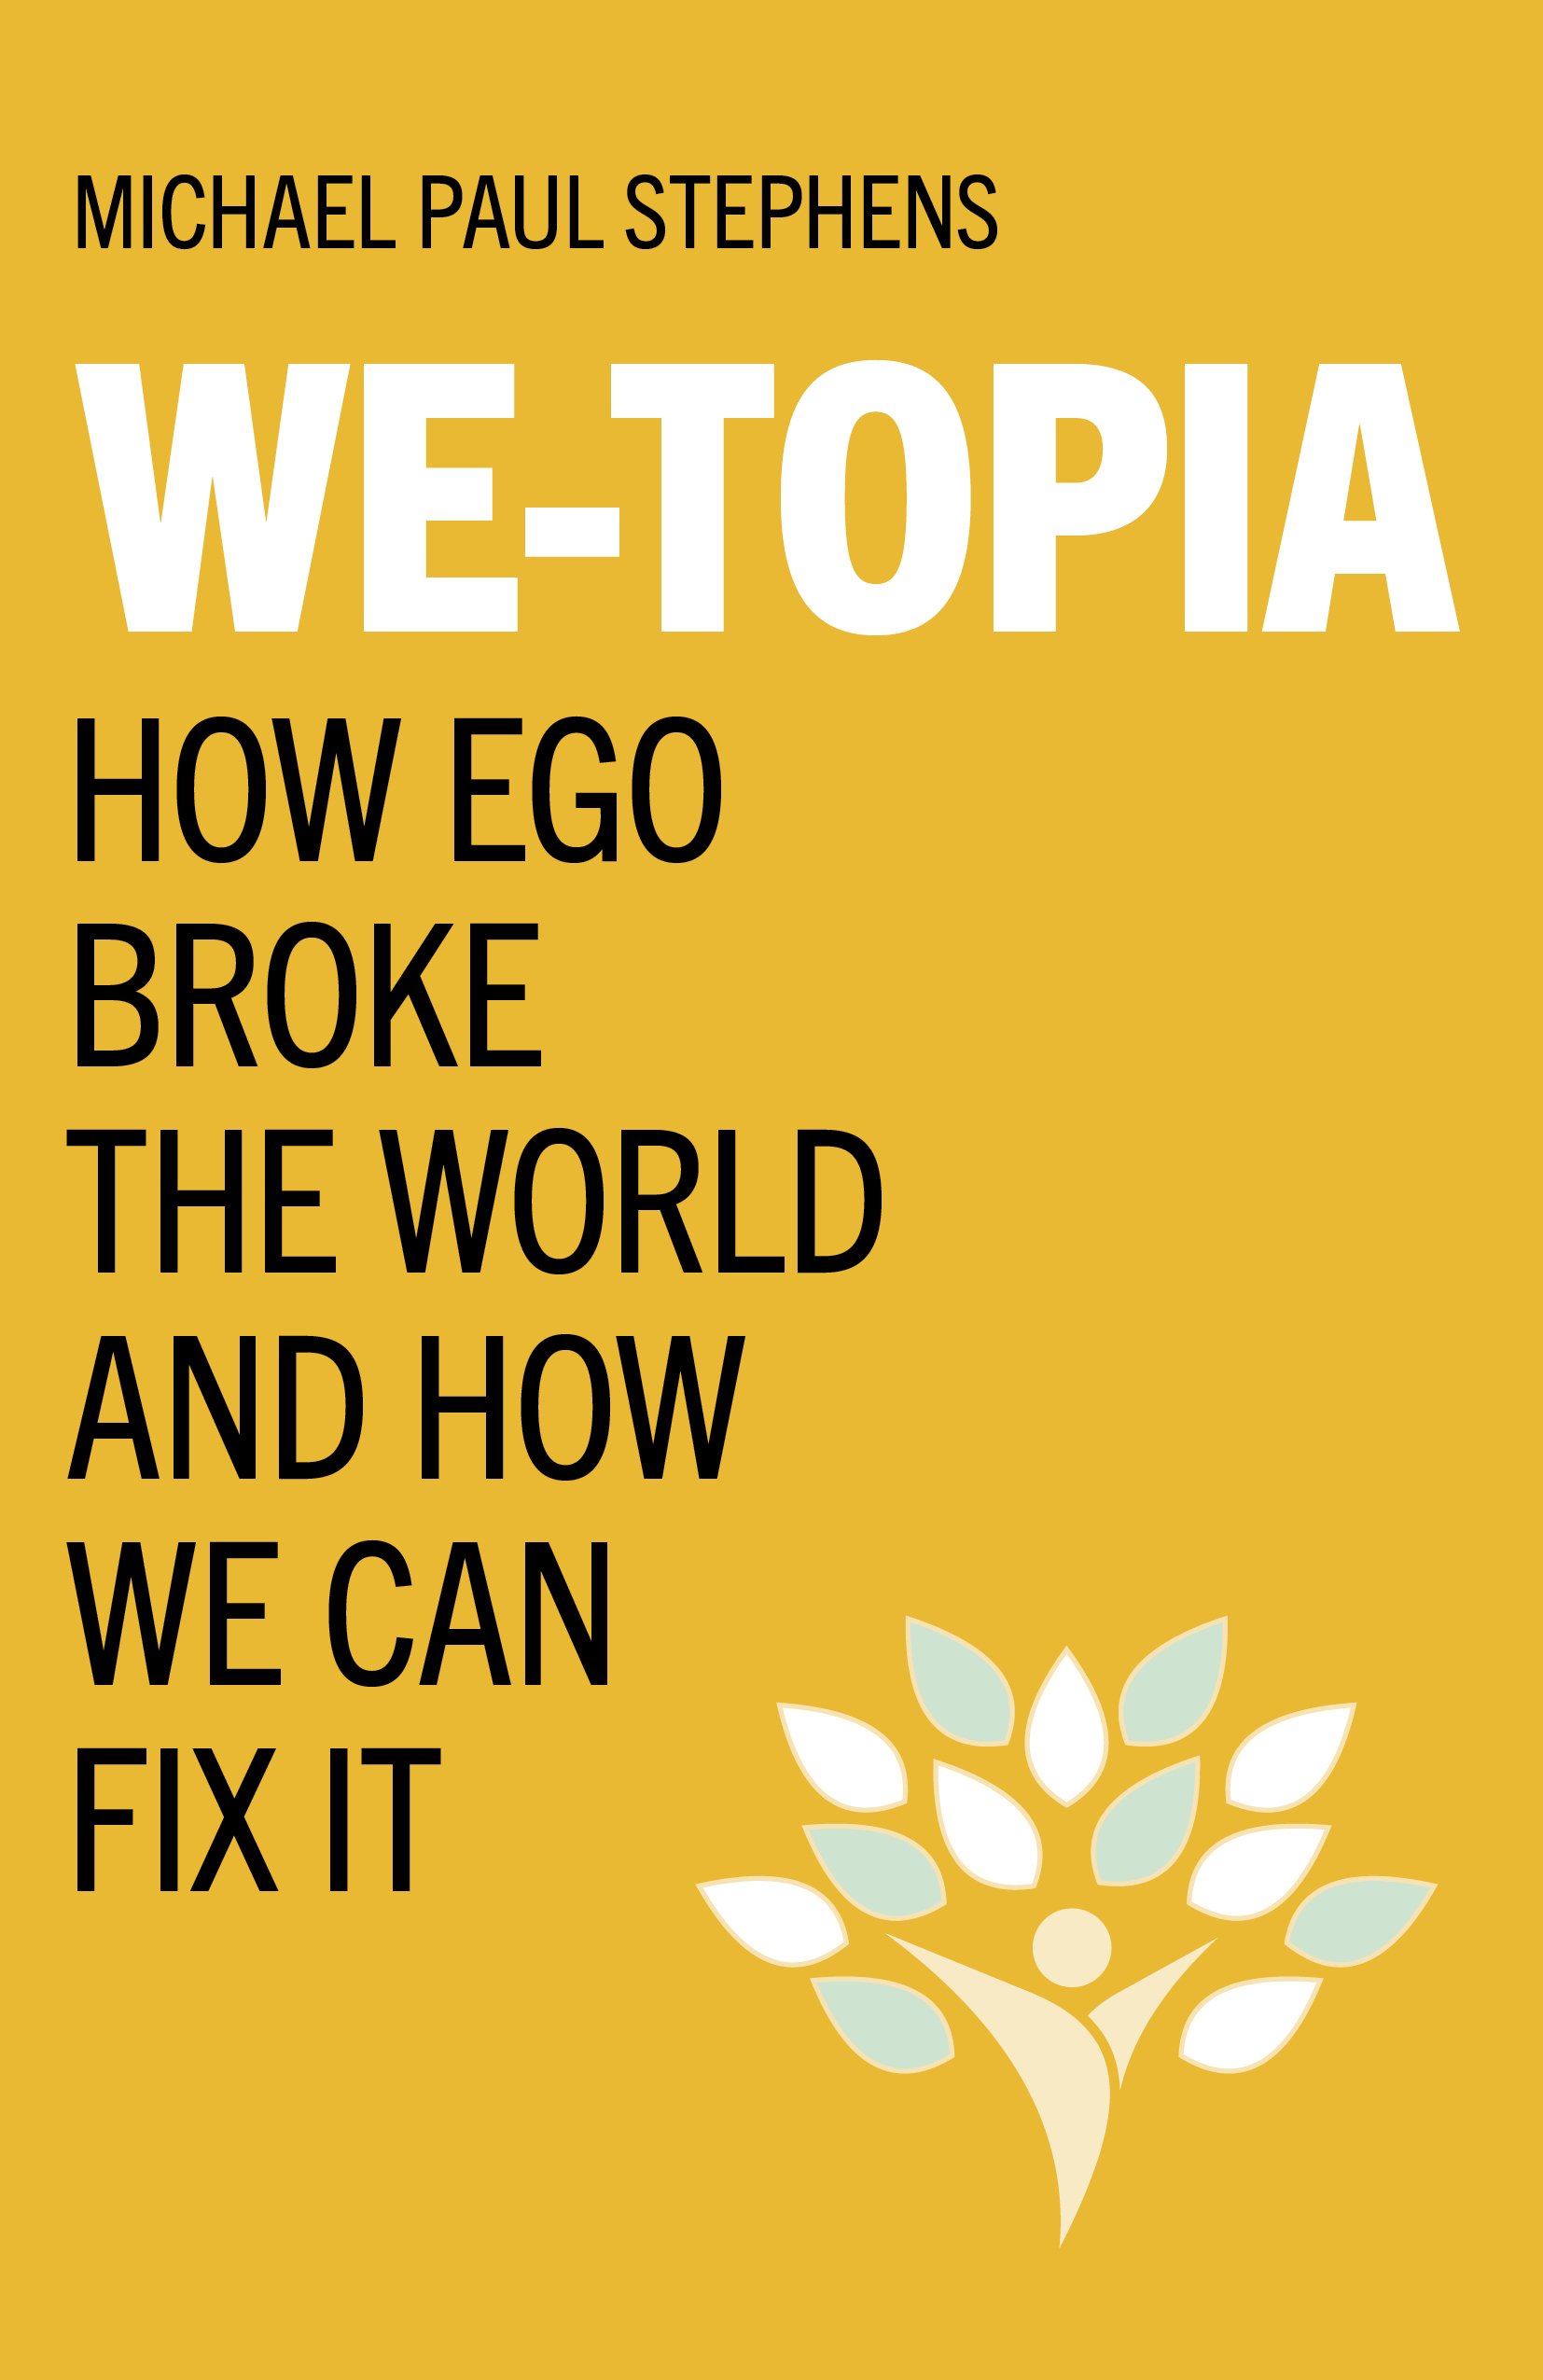 MICHAEL PAUL STEPHENS
WE-TOPIA
HOW EGO
BROKE
THE WORLD
AND HOW
WE CAN
FIX IT